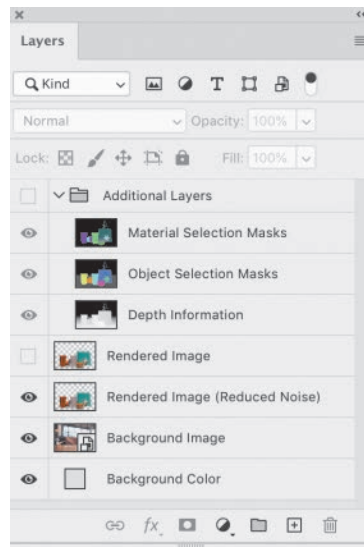 Layers
Kind
Normal Opacity: 100%
Lock: Fill: 100%
Additional Layers
Material Selection Masks
Object Selection Masks
Depth Information
Rendered Image
Rendered Image (Reduced Noise)
Background Image
Background Color
fx